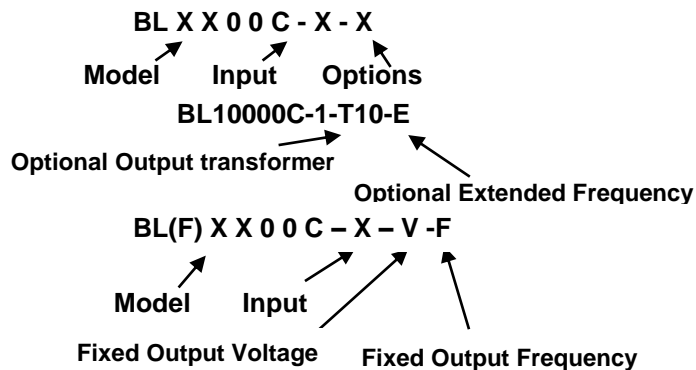 BL X X 0 0 C - X - X
Model Input Options
BL10000C-1-T10-E
Optional Output transformer
Optional Extended Frequency
BL(F) X X 0 0 C – X – V -F
Model Input
Fixed Output Voltage Fixed Output Frequency